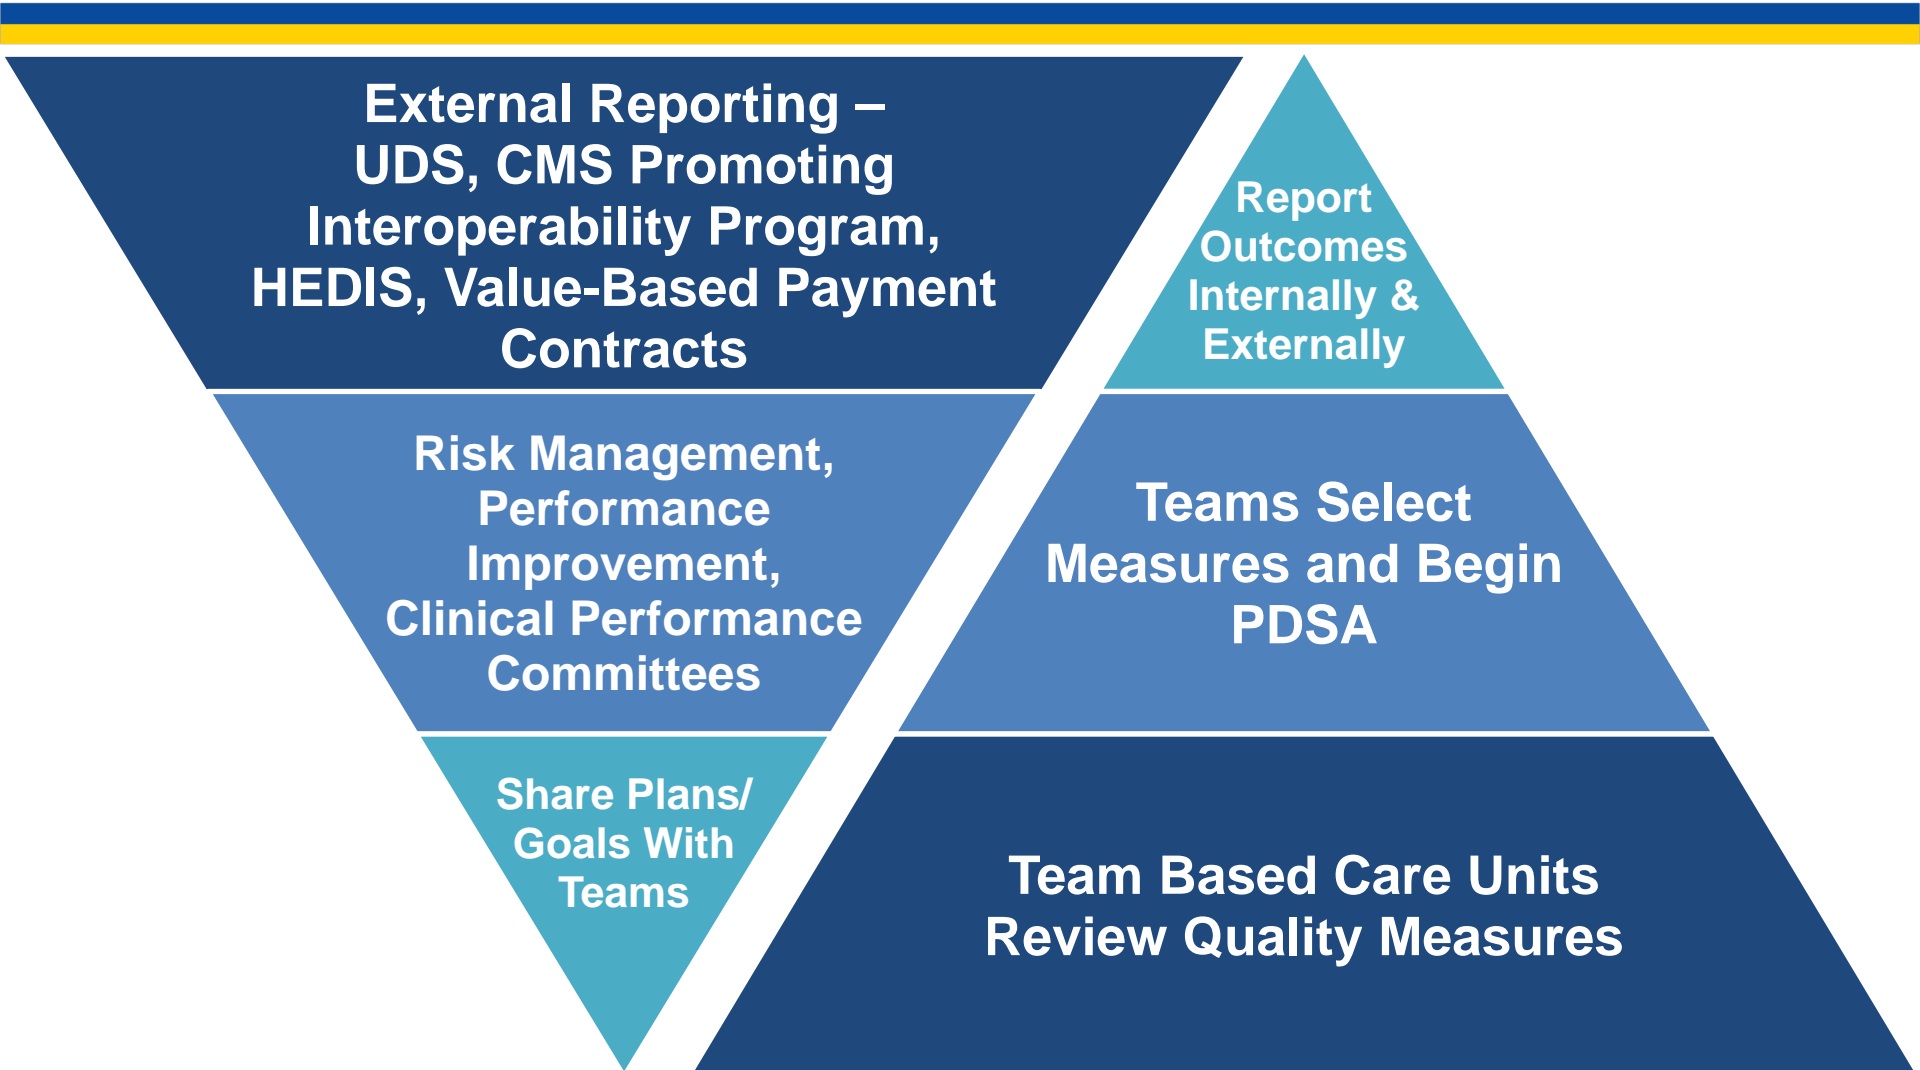 External Reporting –
UDS, CMS Promoting
Interoperability Program,
HEDIS, Value-Based Payment
Contracts
Risk Management,
Performance
Improvement,
Clinical Performance
Committees
Share Plans/
Goals With
Teams
Report
Outcomes
Internally &
Externally
Teams Select
Measures and Begin
PDSA
Team Based Care Units
Review Quality Measures